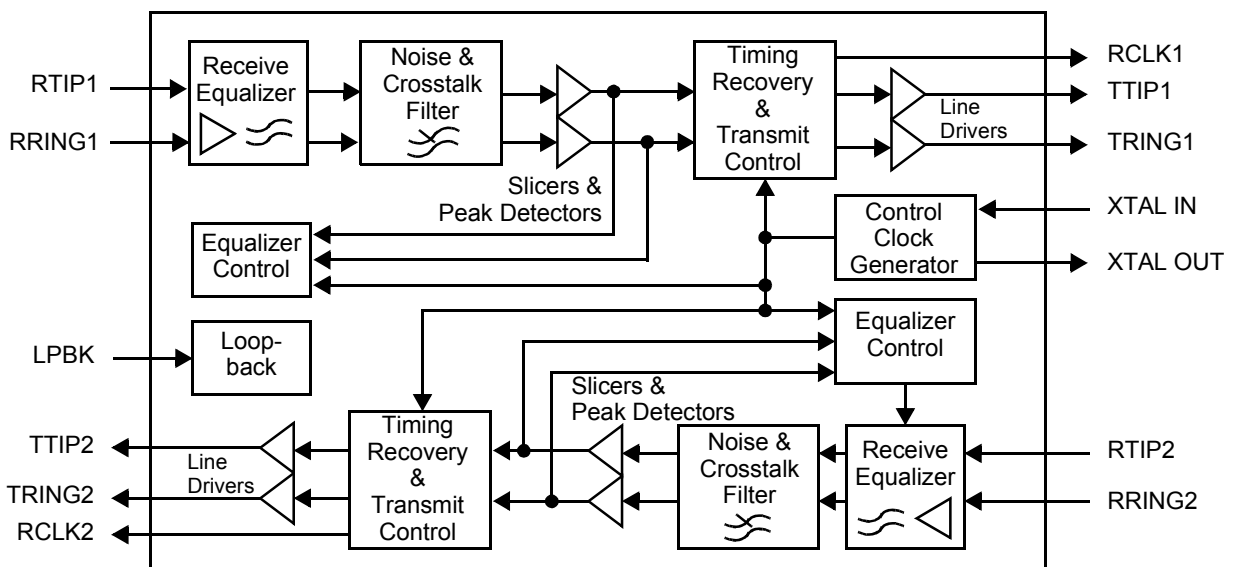 RTIP1
RRING1
Receive
Equalizer
Noise &
Crosstalk
Filter
Slicers &
Peak Detectors
Timing
Recovery
&
Transmit
Control
Line
Drivers
RCLK1
TTIP1
TRING1
Equalizer
Control
Control
Clock
Generator
XTAL IN
XTAL OUT
LPBK
Loop-
back
Equalizer
Control
Slicers &
Peak Detectors
TTIP2
TRING2
RCLK2
Line
Drivers
Timing
Recovery
&
Transmit
Control
Noise &
Crosstalk
Filter
Receive
Equalizer
RTIP2
RRING2